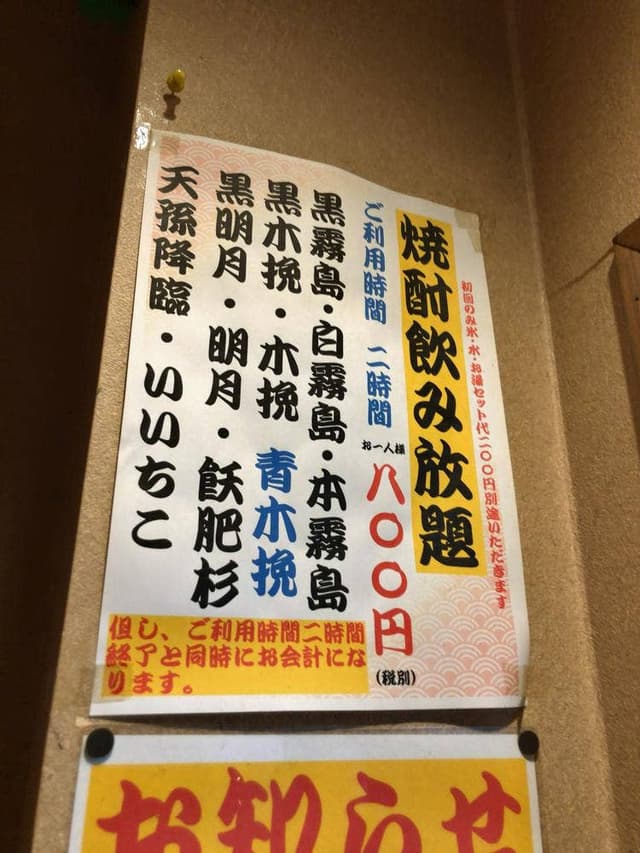 初回のみ氷・水・お湯セット代二〇〇円別途いただきます
焼酎飲み放題
ご利用時間 二時間 お一人様 八〇〇円 (税別)
黒霧島・白霧島・本霧島
黒木挽・木挽 青木挽
黒明月・明月・飫肥杉
天孫降臨・いいちこ
但し、ご利用時間二時間
終了と同時にお会計にな
ります。
お知らせ